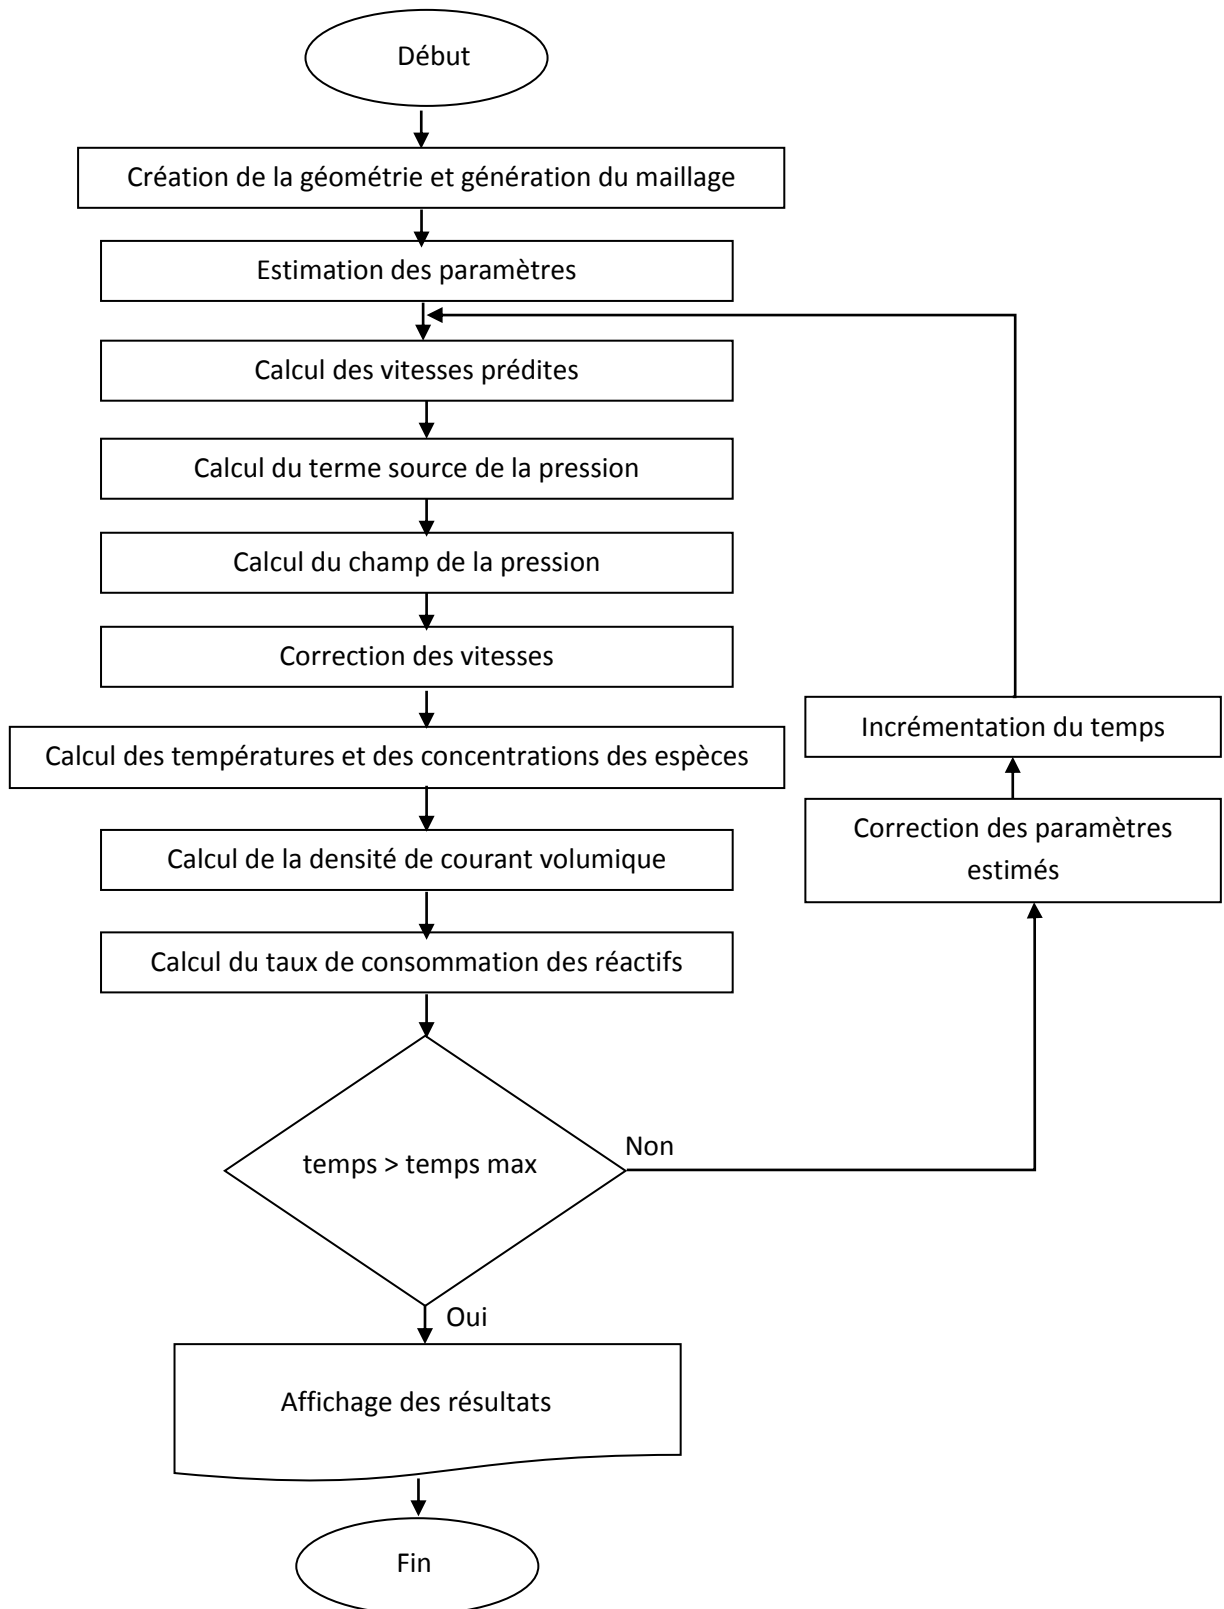 Début
Création de la géométrie et génération du maillage
Estimation des paramètres
Calcul des vitesses prédites
Calcul du terme source de la pression
Calcul du champ de la pression
Correction des vitesses
Calcul des températures et des concentrations des espèces
Calcul de la densité de courant volumique
Calcul du taux de consommation des réactifs
temps > temps max
Non
Correction des paramètres
estimés
Incrémentation du temps
Oui
Affichage des résultats
Fin